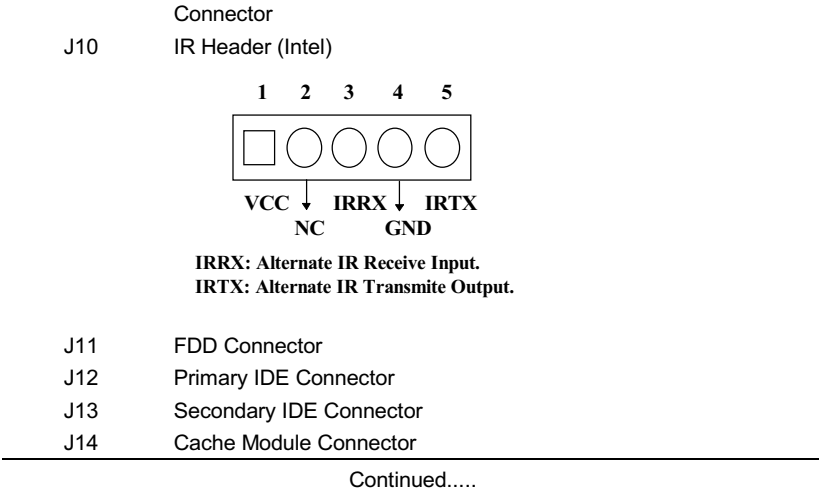 Connector
J10 IR Header (Intel)
1 2 3 4 5
VCC IRRX IRTX
NC GND
IRRX: Alternate IR Receive Input.
IRTX: Alternate IR Transmite Output.
J11 FDD Connector
J12 Primary IDE Connector
J13 Secondary IDE Connector
J14 Cache Module Connector
Continued.....